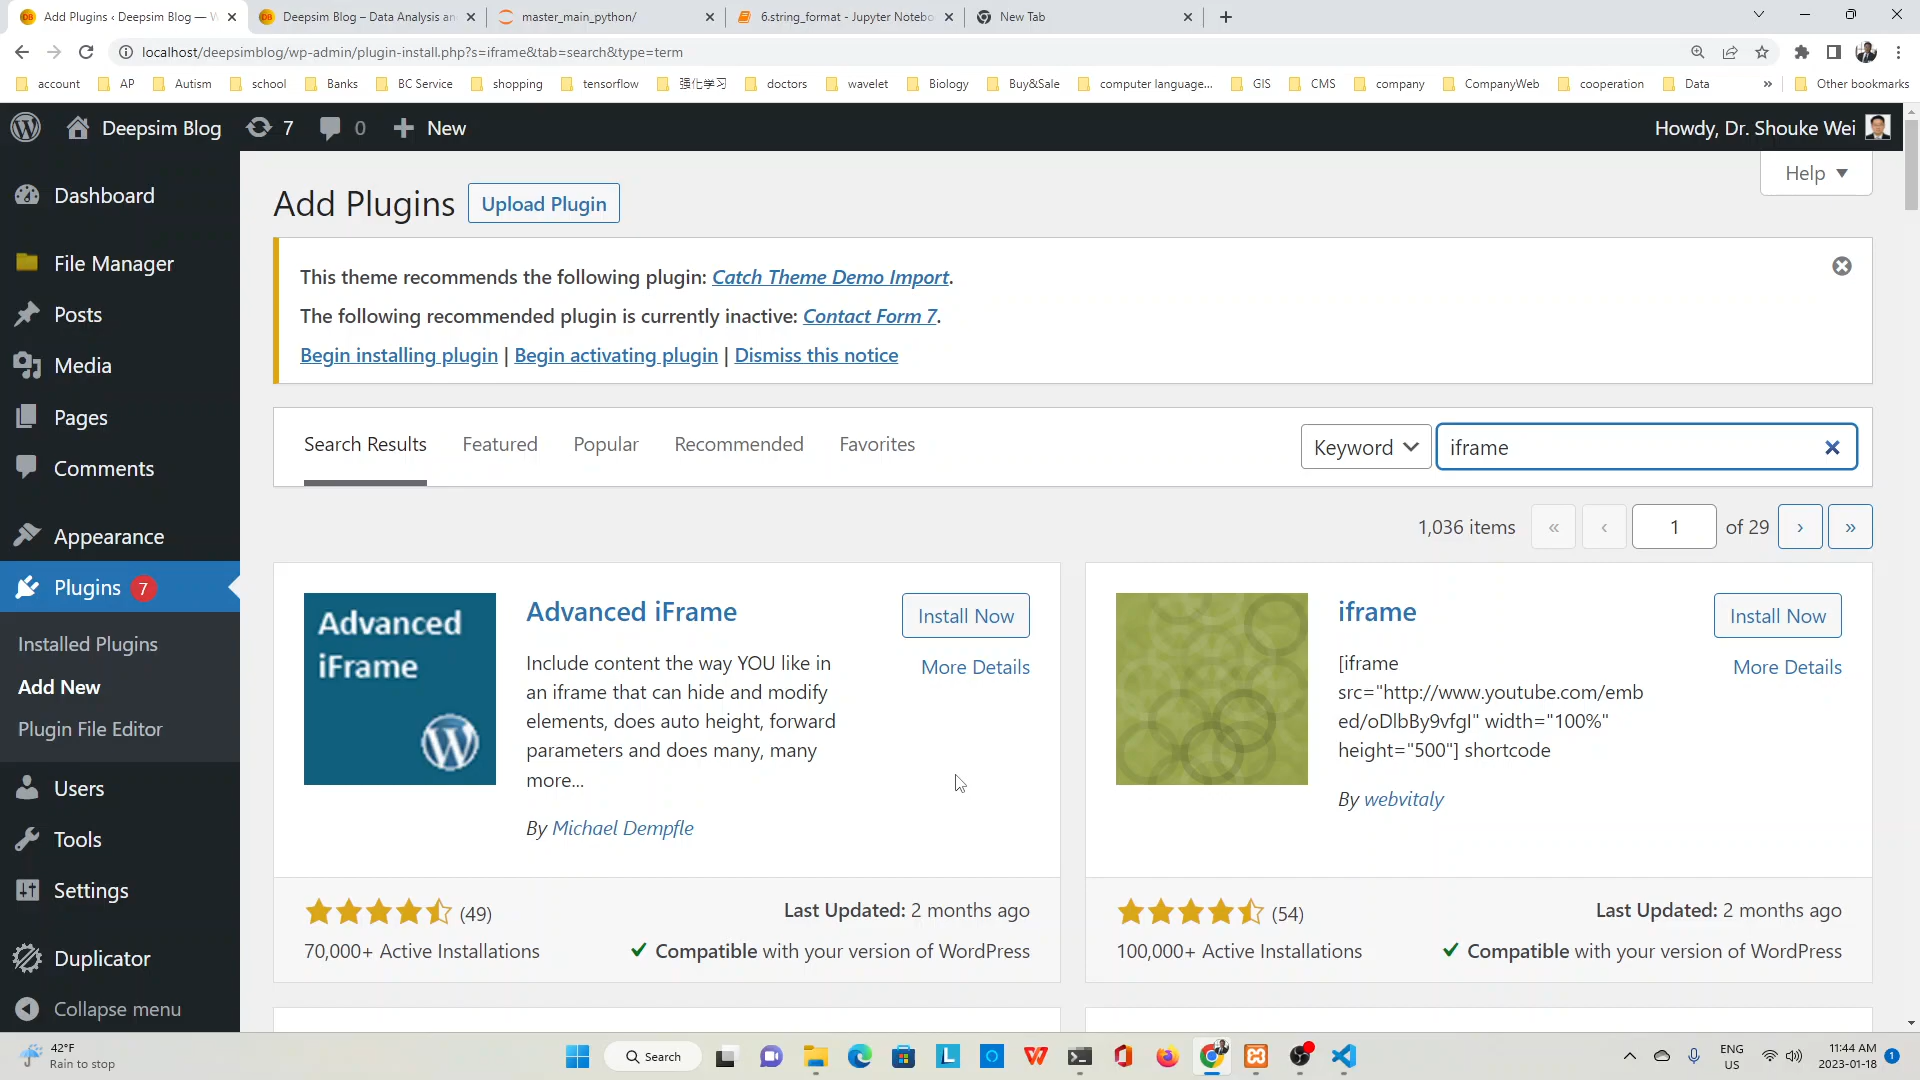 Add Plugins ‹ Deepsim Blog — W
Deepsim Blog – Data Analysis an
master_main_python/
6.string_format - Jupyter Notebo
New Tab
localhost/deepsimblog/wp-admin/plugin-install.php?s=iframe&tab=search&type=term
account
AP
Autism
school
Banks
BC Service
shopping
tensorflow
强化学习
doctors
wavelet
Biology
Buy&Sale
computer language...
GIS
CMS
company
CompanyWeb
cooperation
Data
»
Other bookmarks
Deepsim Blog
7
0
New
Howdy, Dr. Shouke Wei
Help
Dashboard
File Manager
Posts
Media
Pages
Comments
Appearance
Plugins 7
Installed Plugins
Add New
Plugin File Editor
Users
Tools
Settings
Duplicator
Collapse menu
Add Plugins
Upload Plugin
This theme recommends the following plugin: Catch Theme Demo Import.
The following recommended plugin is currently inactive: Contact Form 7.
Begin installing plugin | Begin activating plugin | Dismiss this notice
Search Results
Featured
Popular
Recommended
Favorites
Keyword
iframe
1,036 items
«
‹
1
of 29
›
»
Advanced
iFrame
Advanced iFrame
Install Now
More Details
Include content the way YOU like in
an iframe that can hide and modify
elements, does auto height, forward
parameters and does many, many
more...
By Michael Dempfle
(49)
Last Updated: 2 months ago
70,000+ Active Installations
Compatible with your version of WordPress
iframe
Install Now
More Details
[iframe
src="http://www.youtube.com/emb
ed/oDlbBy9vfgI" width="100%"
height="500"] shortcode
By webvitaly
(54)
Last Updated: 2 months ago
100,000+ Active Installations
Compatible with your version of WordPress
42°F
Rain to stop
Search
ENG
US
11:44 AM
2023-01-18
1